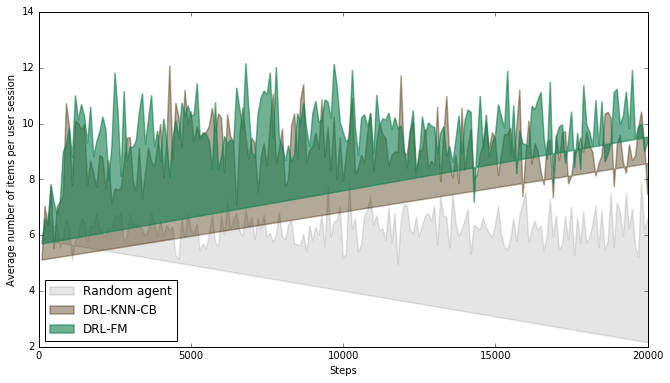 Average number of items per user session
14
12
10
8
6
4
2
Random agent
DRL-KNN-CB
DRL-FM
0
5000
10000
15000
20000
Steps